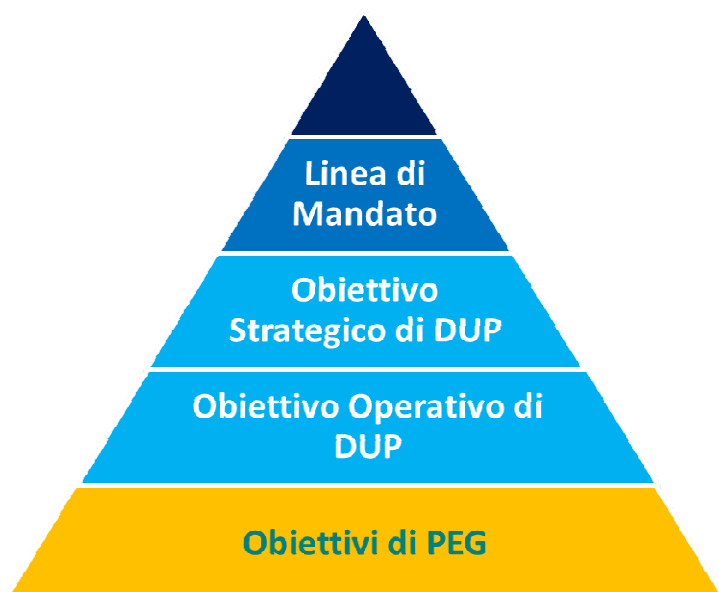 Linea di
Mandato
Obiettivo
Strategico di DUP
Obiettivo Operativo di
DUP
Obiettivi di PEG